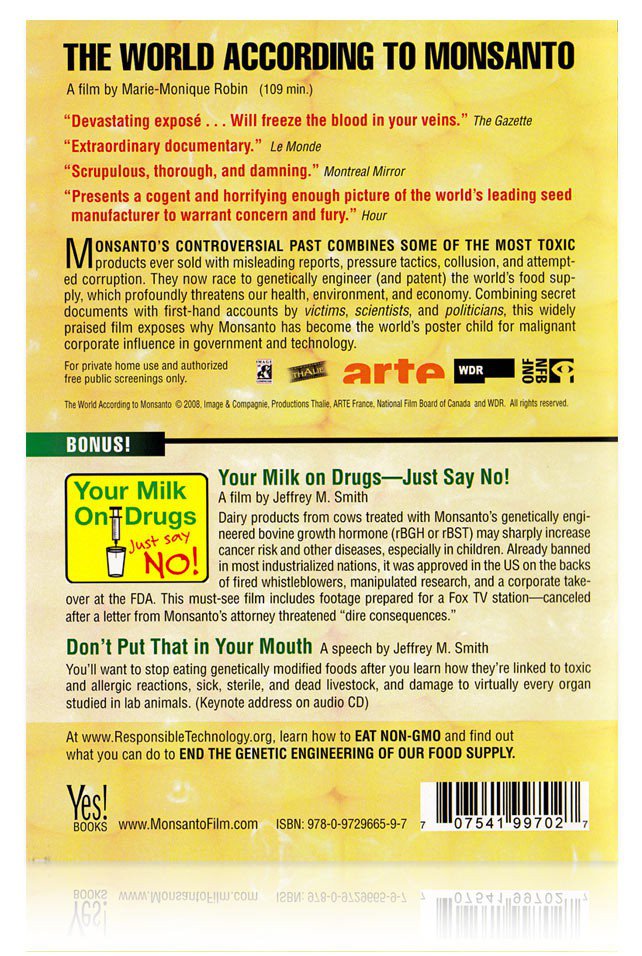 THE WORLD ACCORDING TO MONSANTO
A film by Marie-Monique Robin (109 min.)
“Devastating exposé . . . Will freeze the blood in your veins.” The Gazette
“Extraordinary documentary.” Le Monde
“Scrupulous, thorough, and damning.” Montreal Mirror
“Presents a cogent and horrifying enough picture of the world’s leading seed
manufacturer to warrant concern and fury.” Hour
MONSANTO’S CONTROVERSIAL PAST COMBINES SOME OF THE MOST TOXIC
products ever sold with misleading reports, pressure tactics, collusion, and attempt-
ed corruption. They now race to genetically engineer (and patent) the world’s food sup-
ply, which profoundly threatens our health, environment, and economy. Combining secret
documents with first-hand accounts by victims, scientists, and politicians, this widely
praised film exposes why Monsanto has become the world’s poster child for malignant
corporate influence in government and technology.
For private home use and authorized
free public screenings only.
THALIE
arte
WDR
ONF
NFB
The World According to Monsanto © 2008, Image & Compagnie, Productions Thalie, ARTE France, National Film Board of Canada and WDR. All rights reserved.
BONUS!
Your Milk
On Drugs
Just say
NO!
Your Milk on Drugs—Just Say No!
A film by Jeffrey M. Smith
Dairy products from cows treated with Monsanto’s genetically engi-
neered bovine growth hormone (rBGH or rBST) may sharply increase
cancer risk and other diseases, especially in children. Already banned
in most industrialized nations, it was approved in the US on the backs
of fired whistleblowers, manipulated research, and a corporate take-
over at the FDA. This must-see film includes footage prepared for a Fox TV station—canceled
after a letter from Monsanto’s attorney threatened “dire consequences.”
Don’t Put That in Your Mouth A speech by Jeffrey M. Smith
You’ll want to stop eating genetically modified foods after you learn how they’re linked to toxic
and allergic reactions, sick, sterile, and dead livestock, and damage to virtually every organ
studied in lab animals. (Keynote address on audio CD)
At www.ResponsibleTechnology.org, learn how to EAT NON-GMO and find out
what you can do to END THE GENETIC ENGINEERING OF OUR FOOD SUPPLY.
Yes!
BOOKS www.MonsantoFilm.com ISBN: 978-0-9729665-9-7
7 07541 99702 7